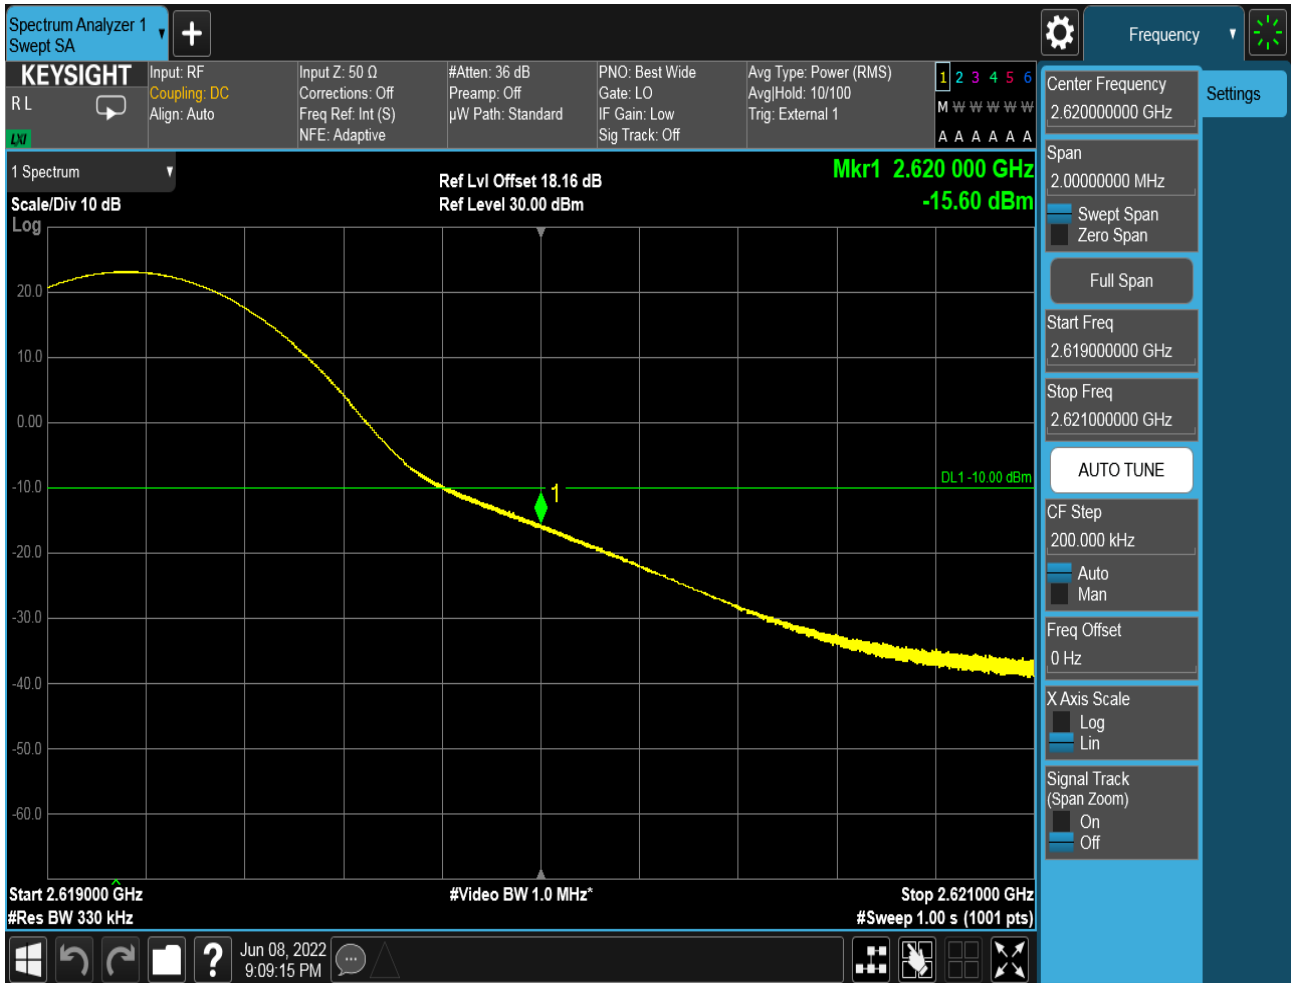 Spectrum Analyzer 1
Swept SA
Frequency
KEYSIGHT
R L
LXI
Input: RF
Coupling: DC
Align: Auto
Input Z: 50 Ω
Corrections: Off
Freq Ref: Int (S)
NFE: Adaptive
#Atten: 36 dB
Preamp: Off
µW Path: Standard
PNO: Best Wide
Gate: LO
IF Gain: Low
Sig Track: Off
Avg Type: Power (RMS)
Avg|Hold: 10/100
Trig: External 1
1 2 3 4 5 6
M W W W W W
A A A A A A
1 Spectrum
Scale/Div 10 dB
Log
Ref Lvl Offset 18.16 dB
Ref Level 30.00 dBm
Mkr1 2.620 000 GHz
-15.60 dBm
20.0
10.0
0.00
-10.0
-20.0
-30.0
-40.0
-50.0
-60.0
DL1 -10.00 dBm
1
Start 2.619000 GHz
#Res BW 330 kHz
#Video BW 1.0 MHz*
Stop 2.621000 GHz
#Sweep 1.00 s (1001 pts)
Jun 08, 2022
9:09:15 PM
Center Frequency
2.620000000 GHz
Settings
Span
2.00000000 MHz
Swept Span
Zero Span
Full Span
Start Freq
2.619000000 GHz
Stop Freq
2.621000000 GHz
AUTO TUNE
CF Step
200.000 kHz
Auto
Man
Freq Offset
0 Hz
X Axis Scale
Log
Lin
Signal Track
(Span Zoom)
On
Off